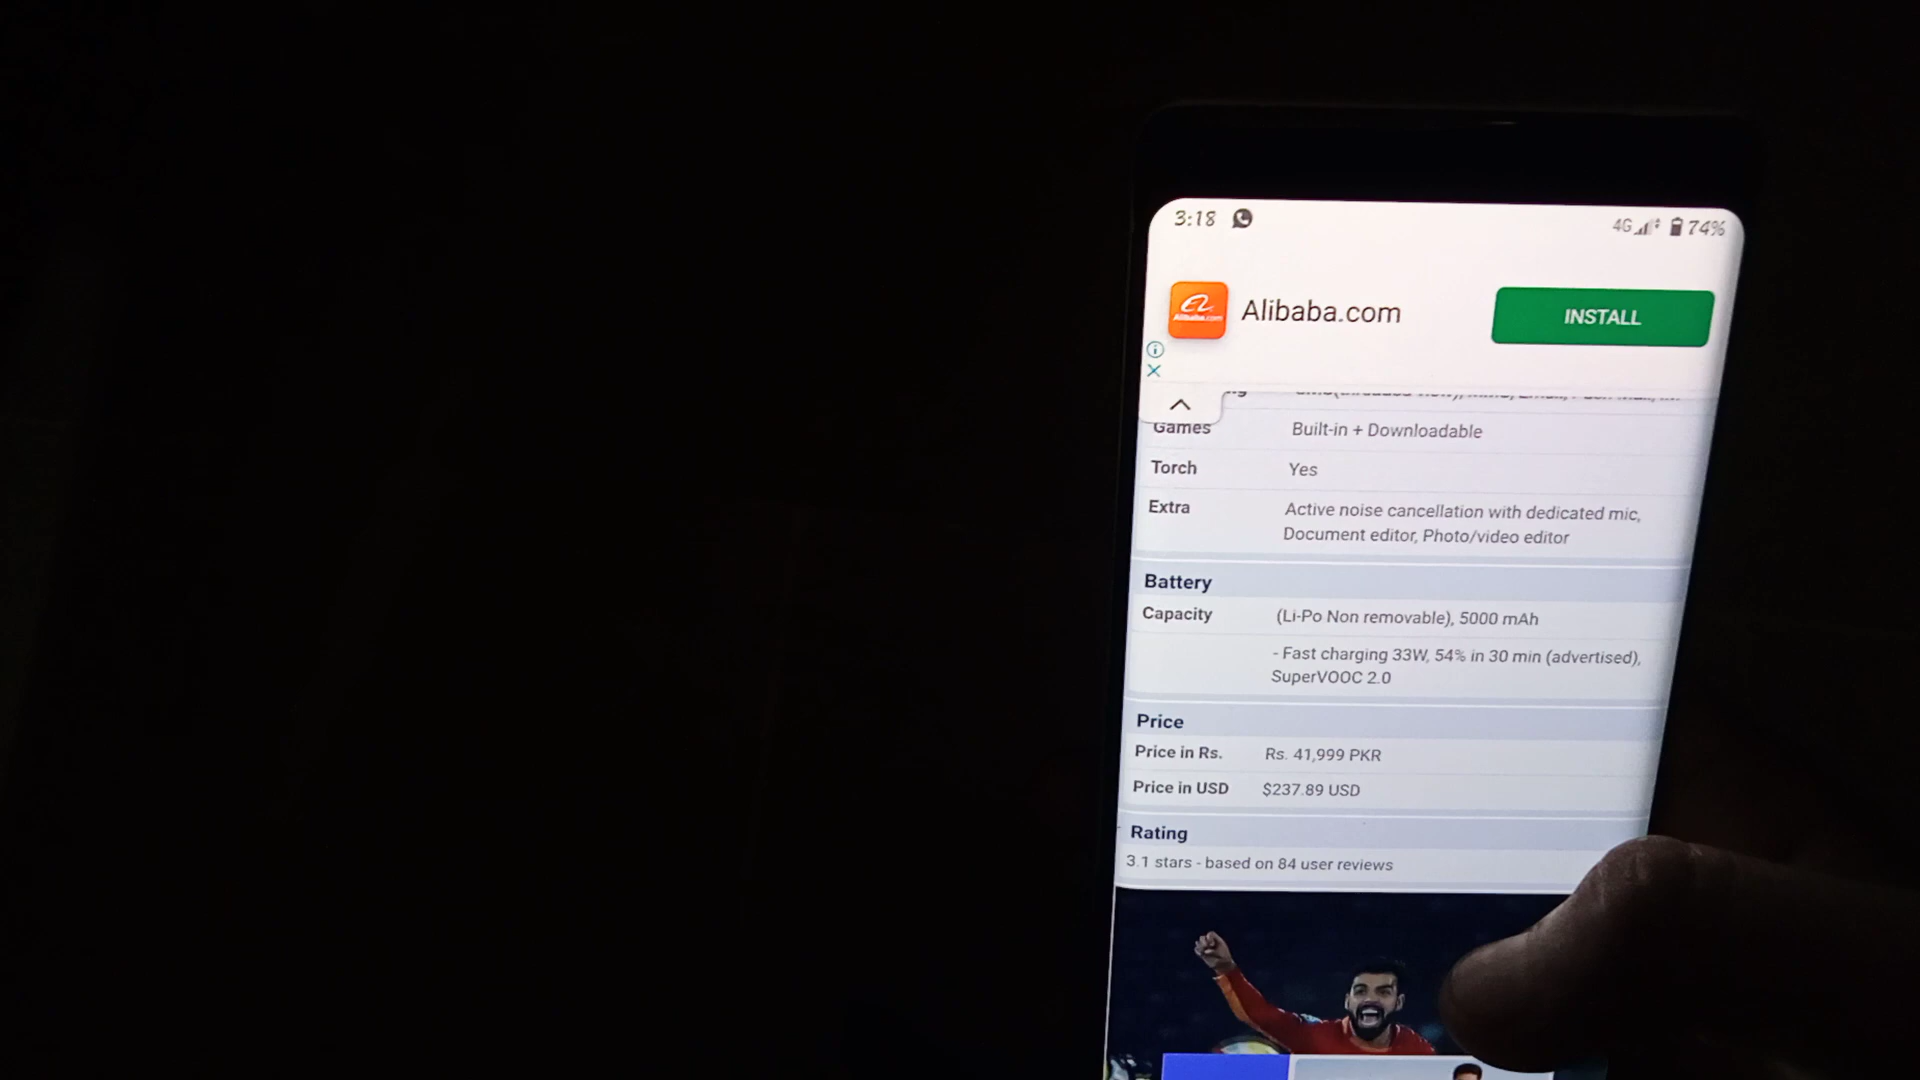 3:18
4G
74%
Alibaba.com
Alibaba.com
INSTALL
Games Built-in + Downloadable
Torch Yes
Extra Active noise cancellation with dedicated mic,
Document editor, Photo/video editor
Battery
Capacity (Li-Po Non removable), 5000 mAh
- Fast charging 33W, 54% in 30 min (advertised),
SuperVOOC 2.0
Price
Price in Rs. Rs. 41,999 PKR
Price in USD $237.89 USD
Rating
3.1 stars - based on 84 user reviews